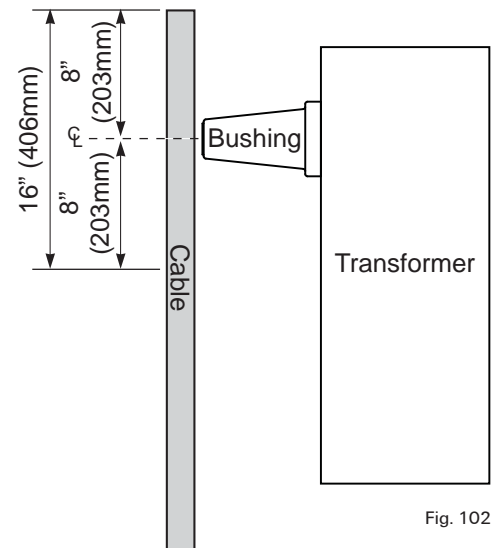 16” (406mm)
8”
(203mm)
8”
(203mm)
℄
Bushing
Cable
Transformer
Fig. 102